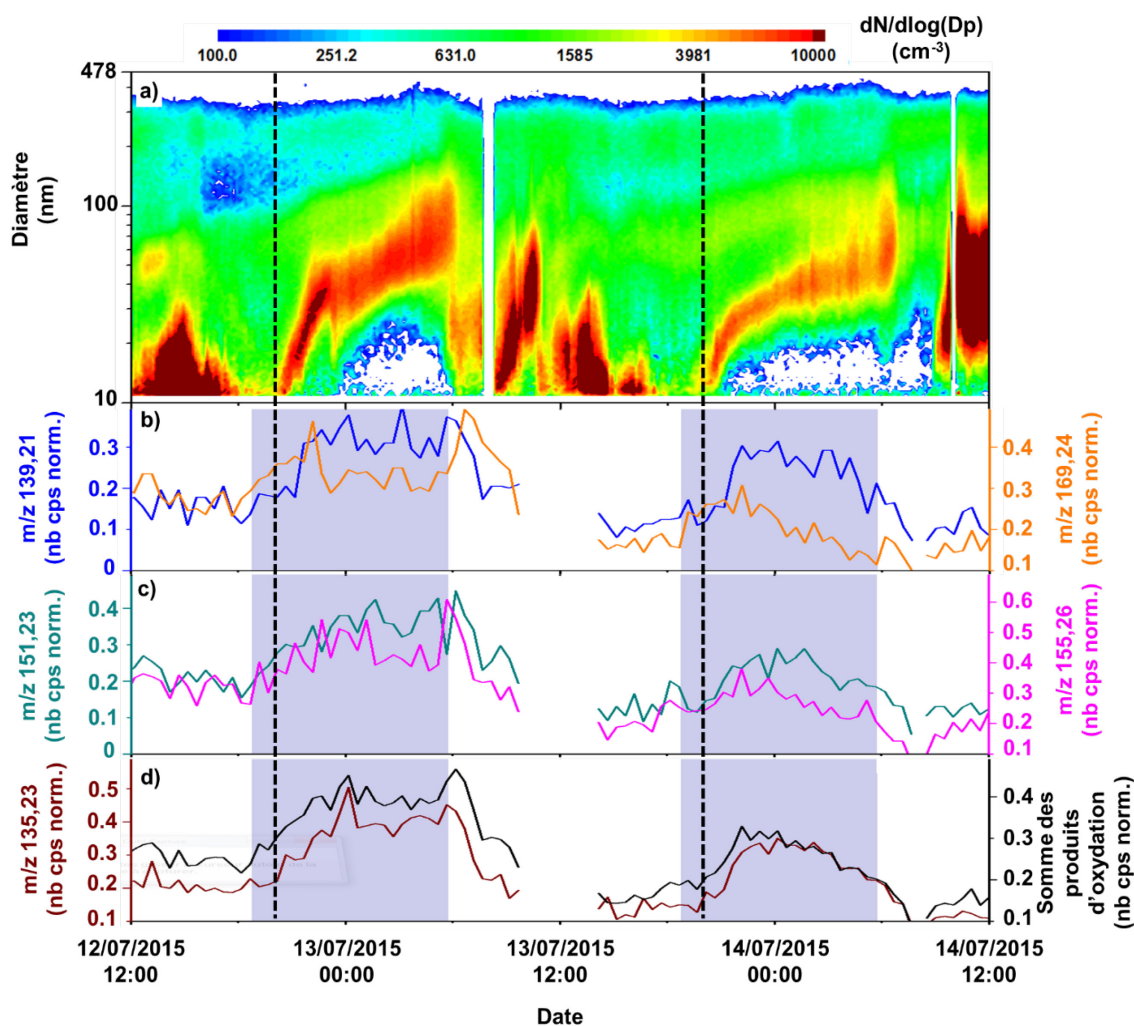 dN/dlog(Dp)
(cm-3)
100.0 251.2 631.0 1585 3981 10000
478
a)
Diamètre
(nm)
100
10
b)
m/z 139,21
(nb cps norm.)
0.3
0.2
0.1
0
0.4
0.3
0.2
0.1
m/z 169,24
(nb cps norm.)
c)
m/z 151,23
(nb cps norm.)
0.4
0.3
0.2
0.1
0
0.6
0.5
0.4
0.3
0.2
0.1
m/z 155,26
(nb cps norm.)
d)
m/z 135,23
(nb cps norm.)
0.5
0.4
0.3
0.2
0.1
0.4
0.3
0.2
0.1
Somme des
produits
d'oxydation
(nb cps norm.)
12/07/2015 13/07/2015 13/07/2015 14/07/2015 14/07/2015
12:00 00:00 12:00 00:00 12:00
Date